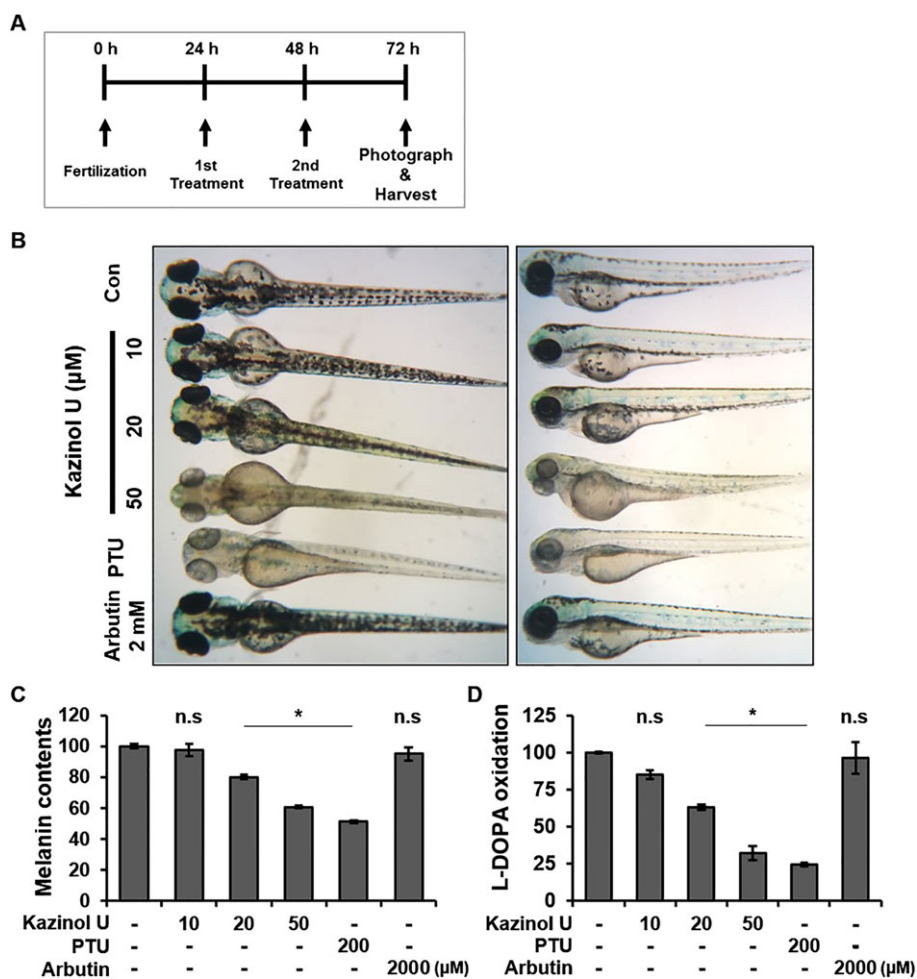 A
0 h 24 h 48 h 72 h
Fertilization
1st
Treatment
2nd
Treatment
Photograph
&
Harvest
B
Con
Kazinol U (µM)
10
20
50
PTU
Arbutin
2 mM
C
Melanin contents
120
100
80
60
40
20
0
n.s
*
n.s
Kazinol U - 10 20 50 - -
PTU - - - - 200 -
Arbutin - - - - - 2000 (µM)
D
L-DOPA oxidation
125
100
75
50
25
0
n.s
*
n.s
Kazinol U - 10 20 50 - -
PTU - - - - 200 -
Arbutin - - - - - 2000 (µM)